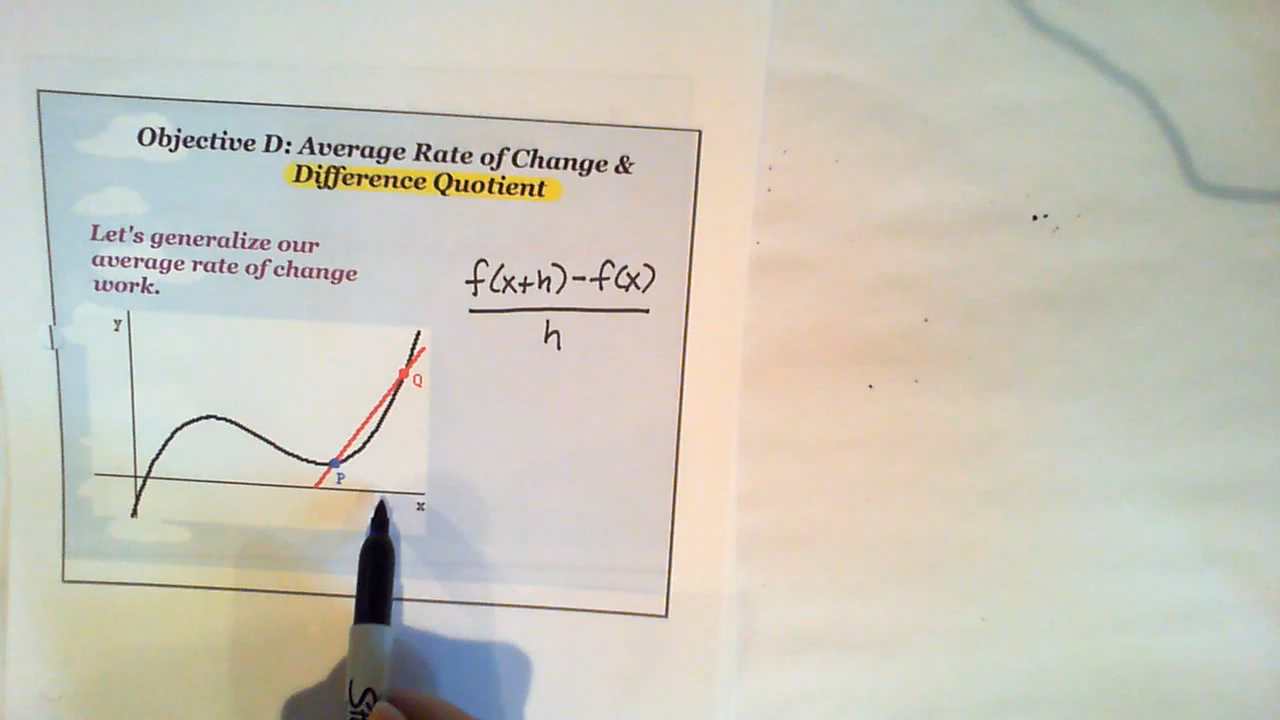 Objective D: Average Rate of Change &
Difference Quotient
Let's generalize our
average rate of change
work.
f(x+h)-f(x)
h
Y
Q
P
x